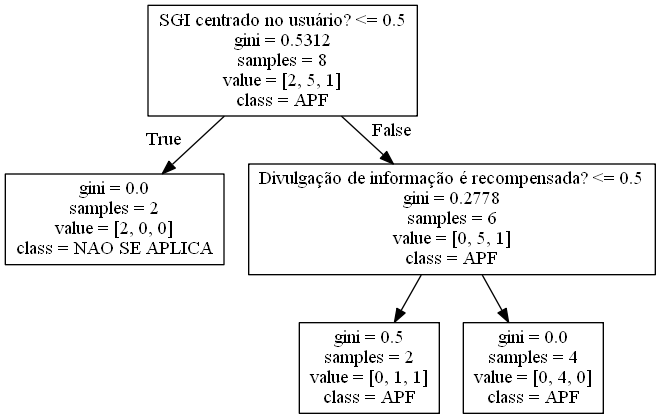 SGI centrado no usuário? <= 0.5
gini = 0.5312
samples = 8
value = [2, 5, 1]
class = APF
True
False
gini = 0.0
samples = 2
value = [2, 0, 0]
class = NAO SE APLICA
Divulgação de informação é recompensada? <= 0.5
gini = 0.2778
samples = 6
value = [0, 5, 1]
class = APF
gini = 0.5
samples = 2
value = [0, 1, 1]
class = APF
gini = 0.0
samples = 4
value = [0, 4, 0]
class = APF